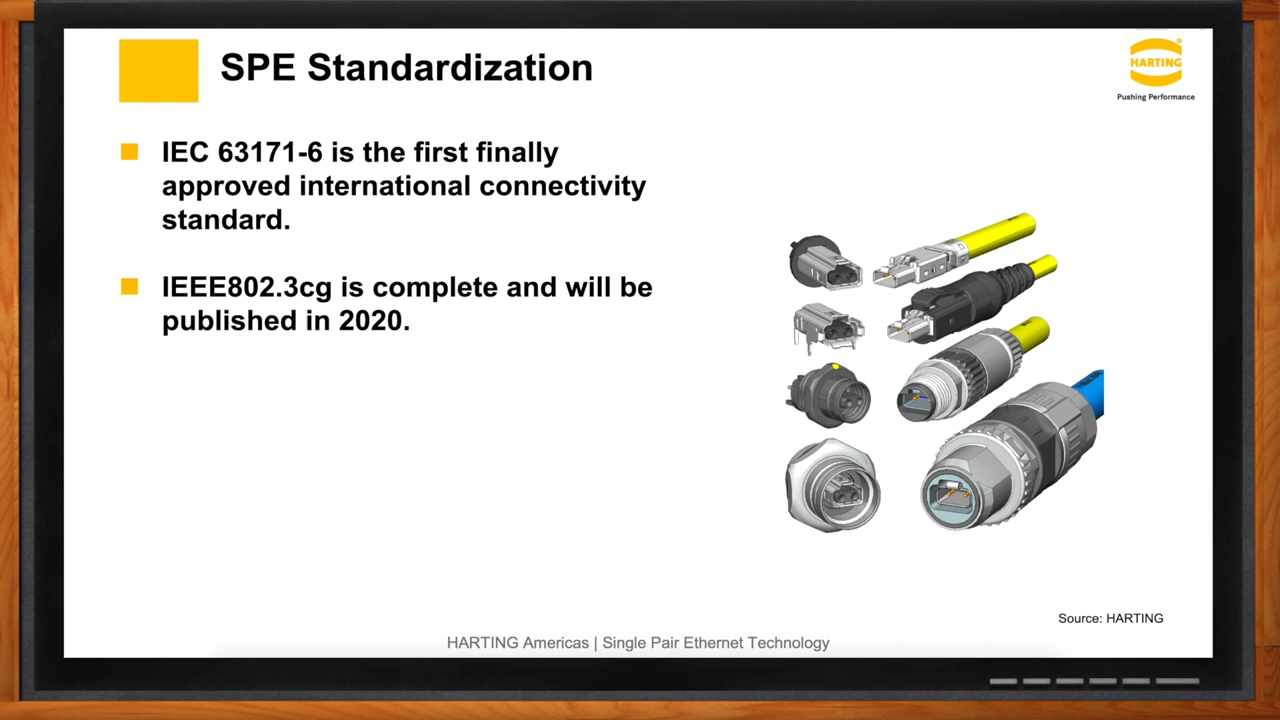 SPE Standardization
HARTING
Pushing Performance
IEC 63171-6 is the first finally
approved international connectivity
standard.
IEEE802.3cg is complete and will be
published in 2020.
Source: HARTING
HARTING Americas | Single Pair Ethernet Technology